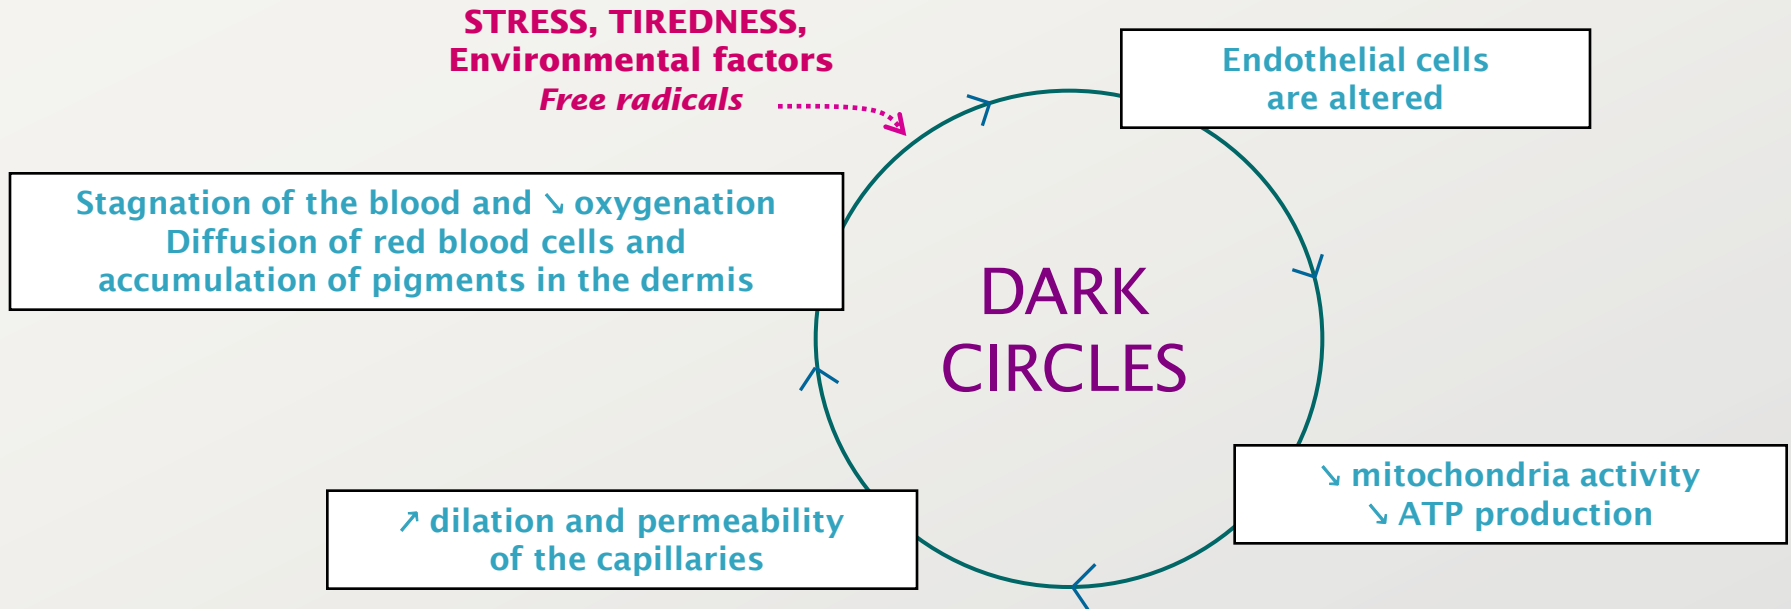 STRESS, TIREDNESS,
Environmental factors
Free radicals
Endothelial cells
are altered
Stagnation of the blood and ↘ oxygenation
Diffusion of red blood cells and
accumulation of pigments in the dermis
DARK
CIRCLES
↘ mitochondria activity
↘ ATP production
↗ dilation and permeability
of the capillaries